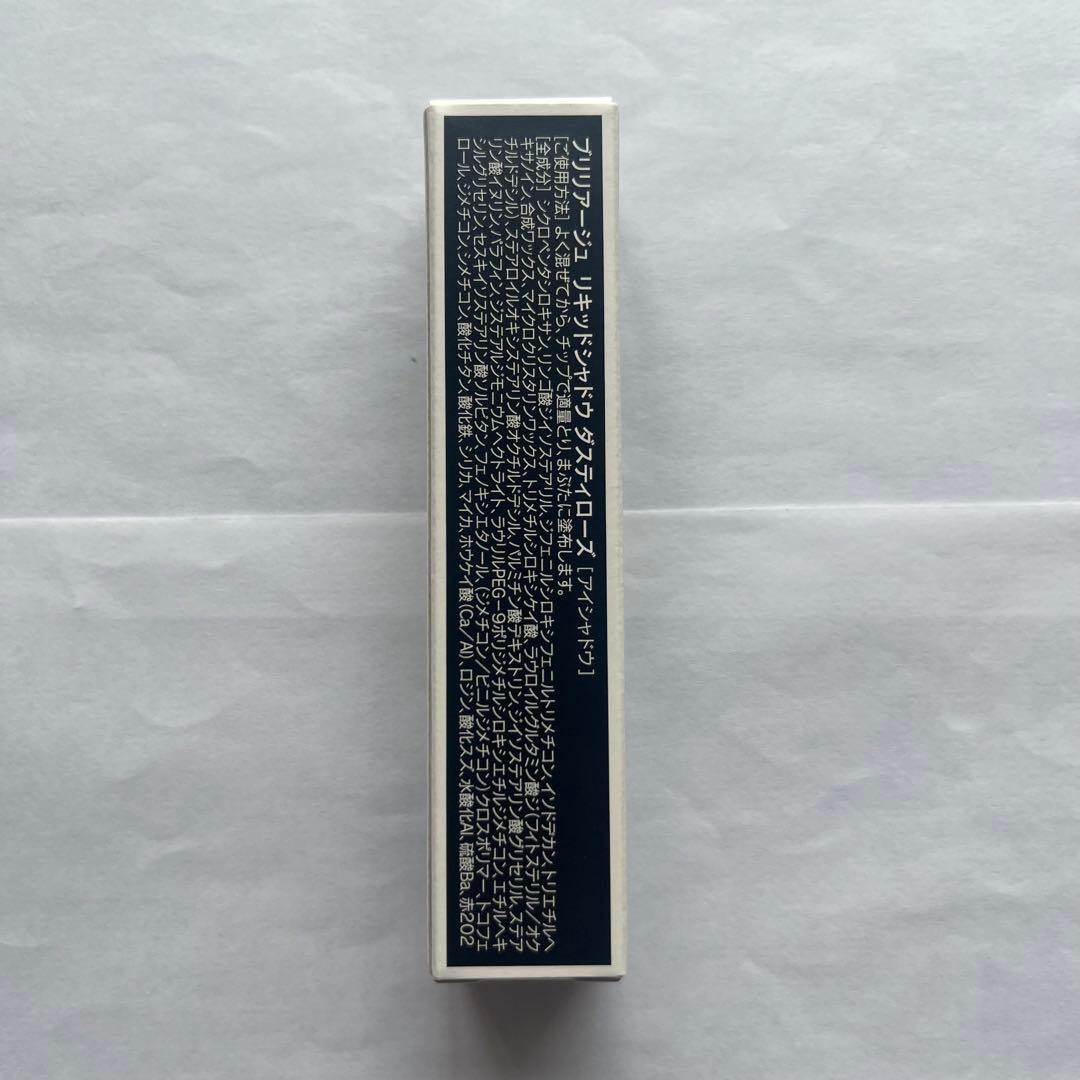 ブリリアージュ リキッドシャドウ ダスティローズ [アイシャドウ]
[ご使用方法] よく混ぜてから、チップで適量とり、まぶたに塗布します。
[全成分] シクロペンタシロキサン、リンゴ酸ジイソステアリル、ジフェニルシロキシフェニルトリメチコン、イソドデカン、トリエチルヘ
キサノイン、合成ワックス、マイクロクリスタリンワックス、トリメチルシロキシケイ酸、ラウロイルグルタミン酸ジ(フィトステリル/オク
チルドデシル)、ステアロイルオキシステアリン酸オクチルドデシル、パルミチン酸デキストリン、ジイソステアリン酸グリセリル、ステア
リン酸イヌリン、パラフィン、ジステアルジモニウムヘクトライト、ラウリルPEG-9ポリジメチルシロキシエチルジメチコン、エチルヘキ
シルグリセリン、セスキイソステアリン酸ソルビタン、フェノキシエタノール、(ジメチコン/ビニルジメチコン)クロスポリマー、トコフェ
ロール、ジメチコン、シメチコン、酸化チタン、酸化鉄、シリカ、マイカ、ホウケイ酸(Ca/Al)、ロジン、酸化スズ、水酸化Al、硫酸Ba、赤202